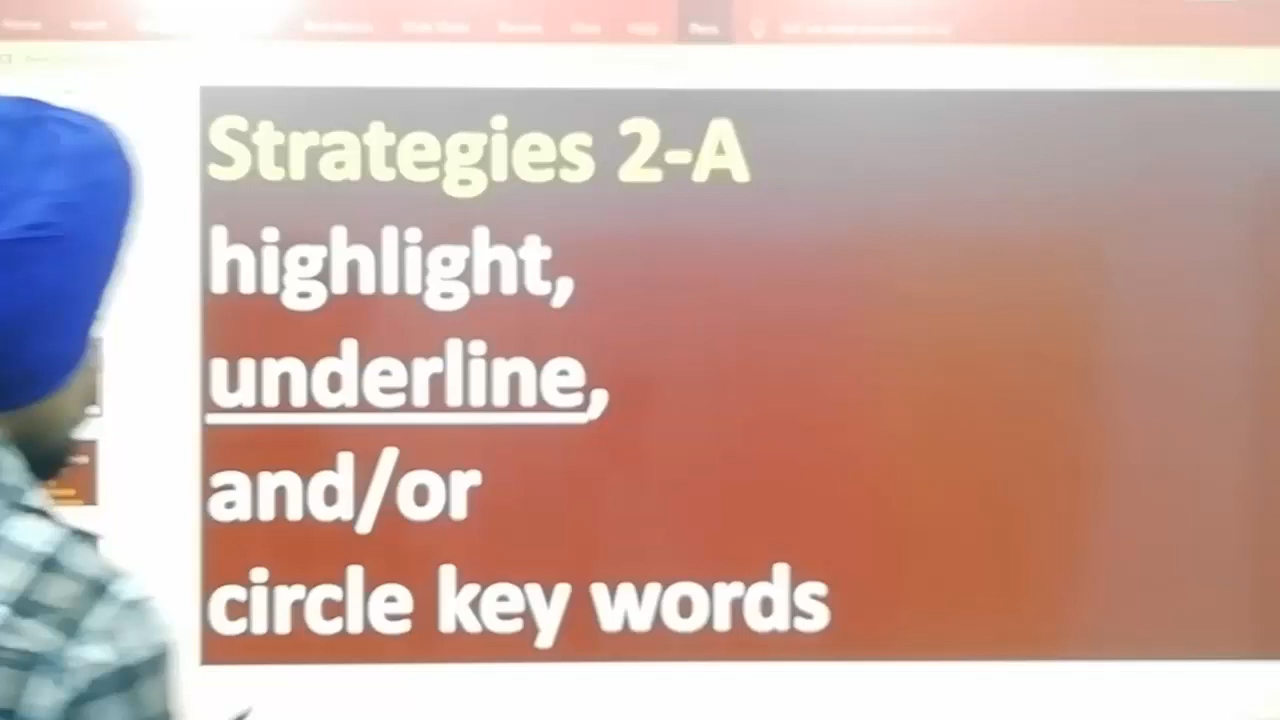 Strategies 2-A
highlight,
underline,
and/or
circle key words